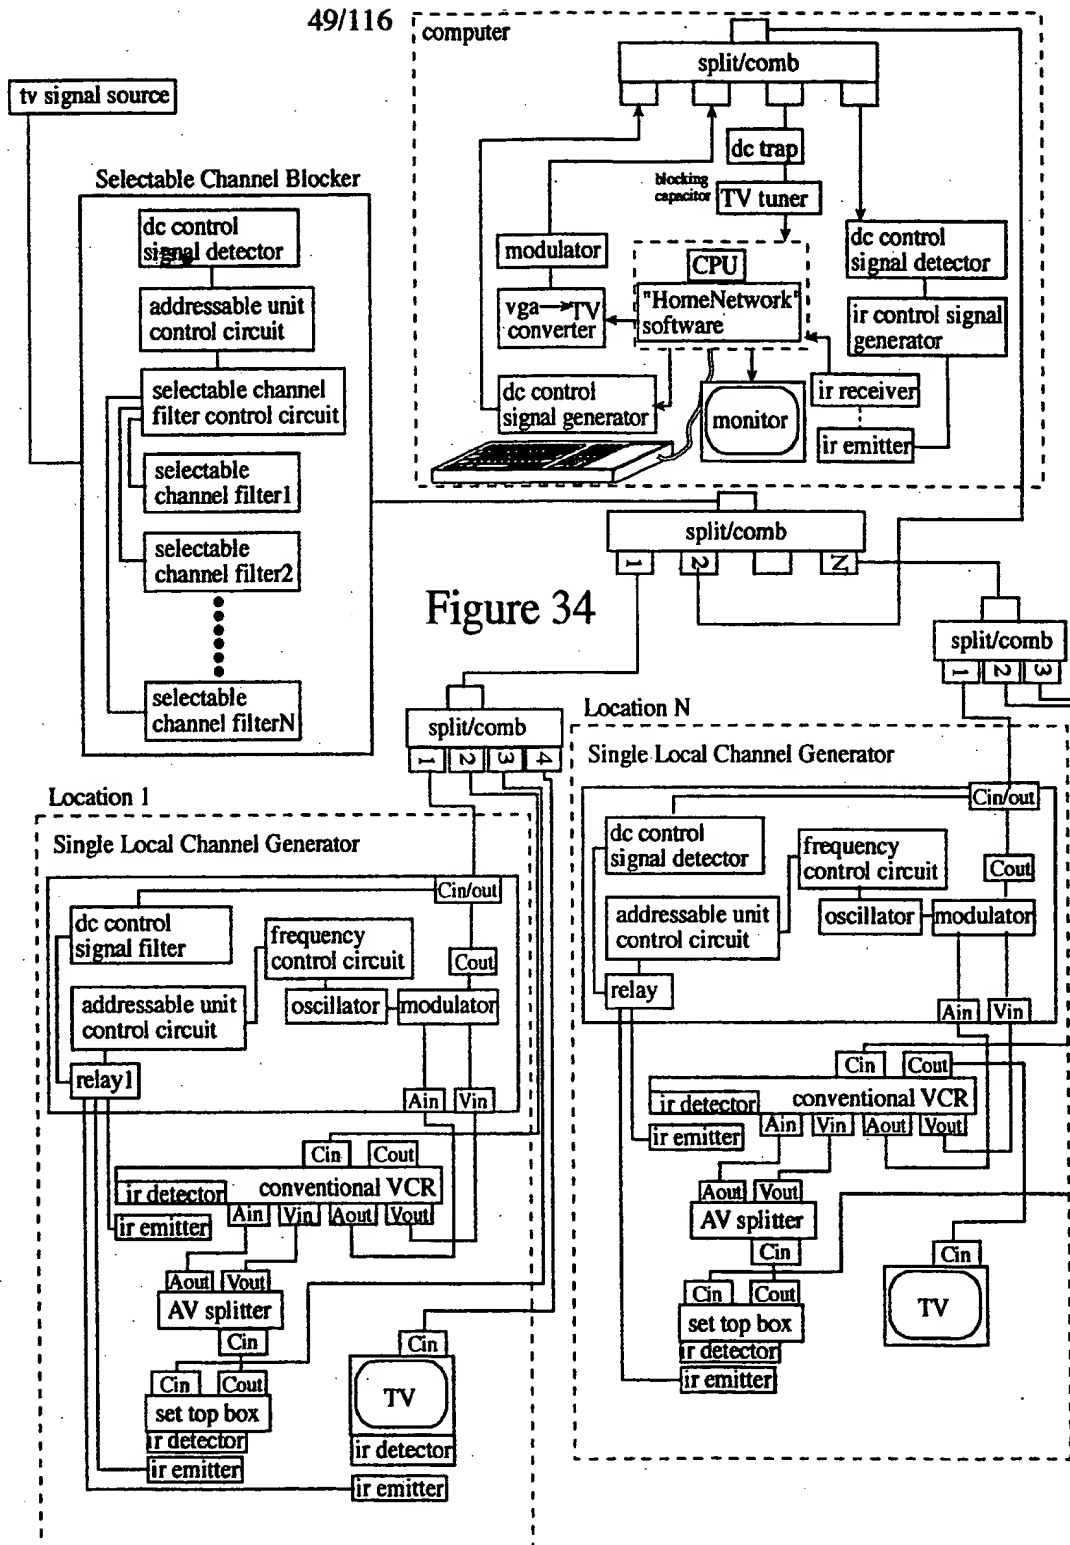 49/116
computer
split/comb
tv signal source
dc trap
blocking
capacitor
TV tuner
Selectable Channel Blocker
dc control
signal detector
addressable unit
control circuit
selectable channel
filter control circuit
selectable
channel filter1
selectable
channel filter2
selectable
channel filterN
modulator
CPU
"HomeNetwork"
software
vga→TV
converter
dc control
signal detector
ir control signal
generator
dc control
signal generator
monitor
ir receiver
ir emitter
split/comb
1
2
N
Figure 34
split/comb
1
2
3
split/comb
1
2
3
4
Location 1
Single Local Channel Generator
Cin/out
dc control
signal filter
frequency
control circuit
Cout
addressable unit
control circuit
oscillator
modulator
relay1
Ain
Vin
Cin
Cout
ir detector
conventional VCR
ir emitter
Ain
Vin
Aout
Vout
Aout
Vout
AV splitter
Cin
Cin
Cout
set top box
ir detector
ir emitter
Cin
TV
ir detector
ir emitter
Location N
Single Local Channel Generator
Cin/out
dc control
signal detector
frequency
control circuit
Cout
addressable unit
control circuit
oscillator
modulator
relay
Ain
Vin
Cin
Cout
ir detector
conventional VCR
ir emitter
Ain
Vin
Aout
Vout
Aout
Vout
AV splitter
Cin
Cin
Cout
set top box
ir detector
ir emitter
Cin
TV